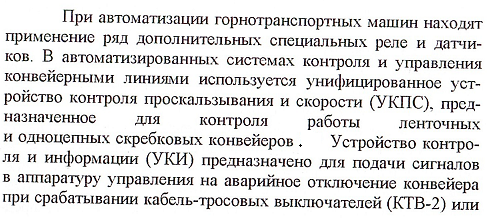 При автоматизации горнотранспортных машин находят
применение ряд дополнительных специальных реле и датчи-
ков. В автоматизированных системах контроля и управления
конвейерными линиями используется унифицированное уст-
ройство контроля проскальзывания и скорости (УКПС), пред-
назначенное для контроля работы ленточных
и одноцепных скребковых конвейеров . Устройство контро-
ля и информации (УКИ) предназначено для подачи сигналов
в аппаратуру управления на аварийное отключение конвейера
при срабатывании кабель-тросовых выключателей (КТВ-2) или